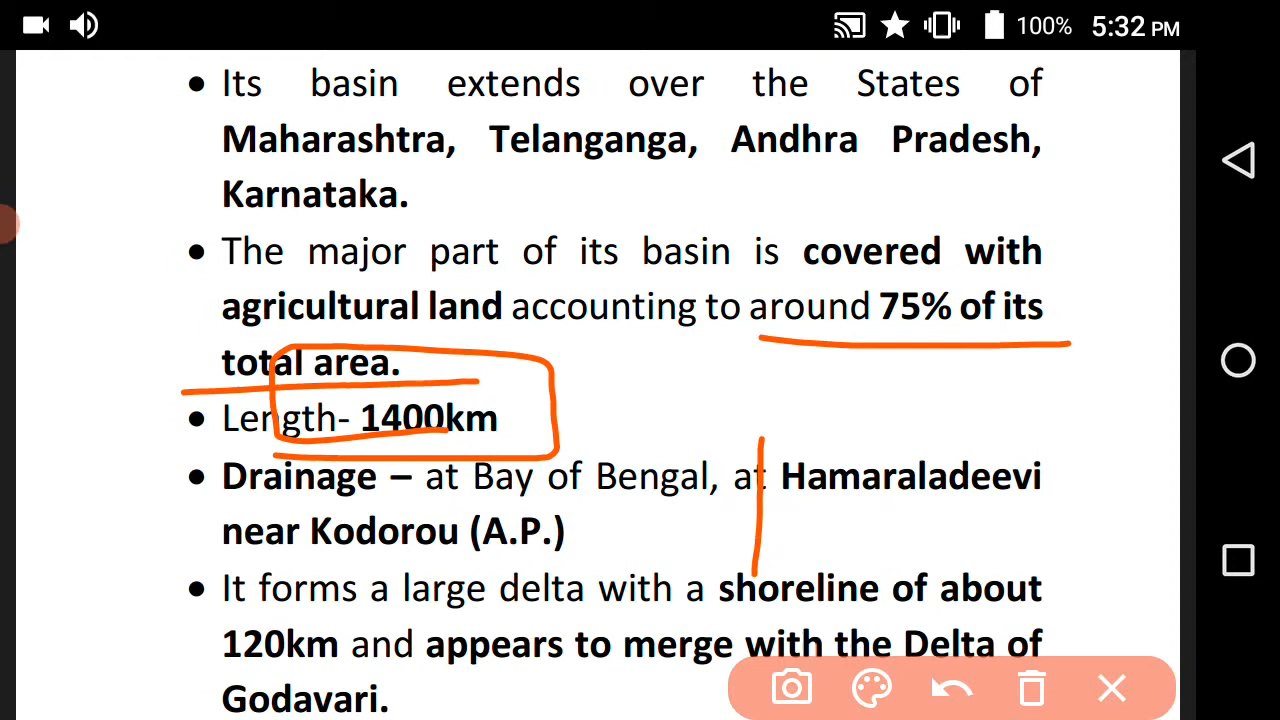 100% 5:32 PM
• Its basin extends over the States of
Maharashtra, Telanganga, Andhra Pradesh,
Karnataka.
• The major part of its basin is covered with
agricultural land accounting to around 75% of its
total area.
• Length- 1400km
• Drainage – at Bay of Bengal, at Hamaraladeevi
near Kodorou (A.P.)
• It forms a large delta with a shoreline of about
120km and appears to merge with the Delta of
Godavari.